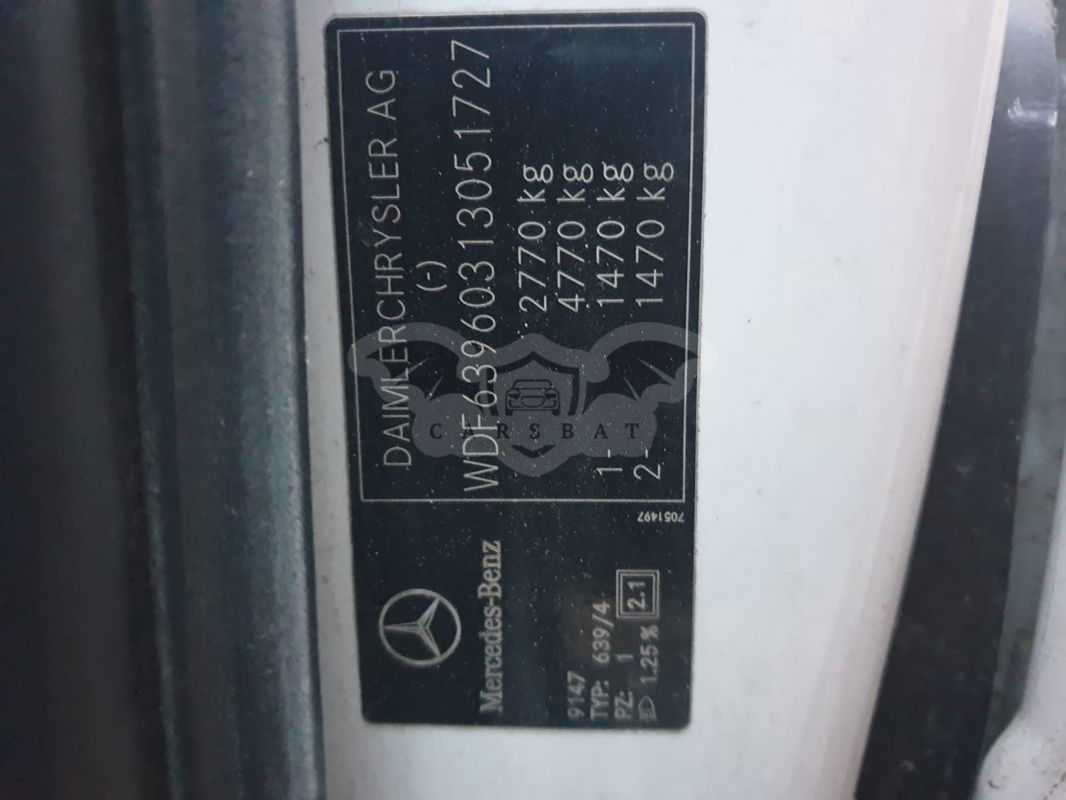 DAIMLERCHRYSLER AG
(-)
WDF63960313051727
2770 kg
4770 kg
1- 1470 kg
2- 1470 kg
7051497
Mercedes-Benz
9147
TYP: 639/4
PZ: 1 2.1
1.25%
CARSBAT